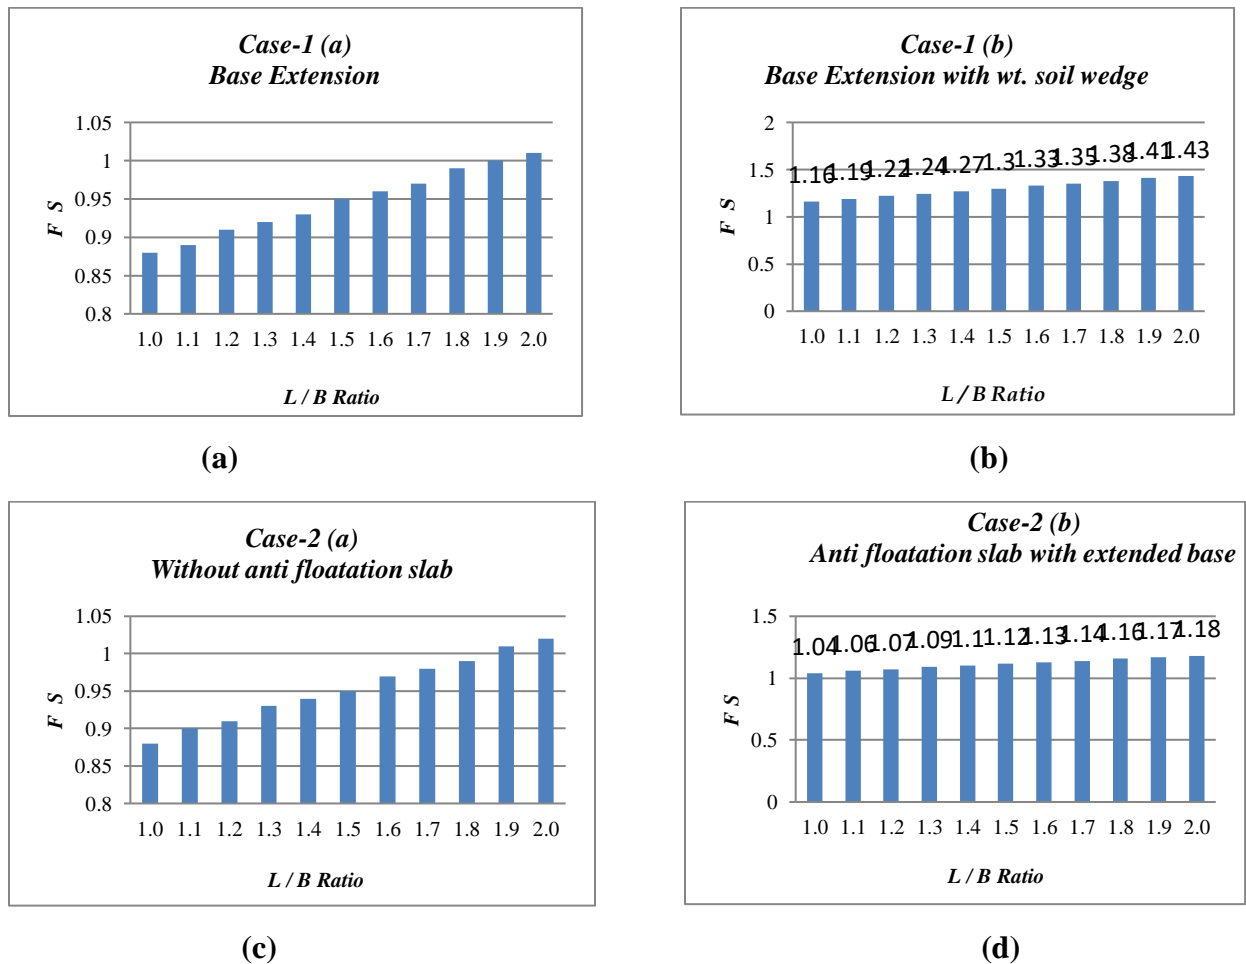 Case-1 (a)
Base Extension
1.05
1
0.95
0.9
0.85
0.8
F S
1.0 1.1 1.2 1.3 1.4 1.5 1.6 1.7 1.8 1.9 2.0
L / B Ratio
(a)
Case-1 (b)
Base Extension with wt. soil wedge
2
1.5
1
0.5
0
F S
1.16 1.19 1.22 1.24 1.27 1.3 1.33 1.35 1.38 1.41 1.43
1.0 1.1 1.2 1.3 1.4 1.5 1.6 1.7 1.8 1.9 2.0
L / B Ratio
(b)
Case-2 (a)
Without anti floatation slab
1.05
1
0.95
0.9
0.85
0.8
F S
1.0 1.1 1.2 1.3 1.4 1.5 1.6 1.7 1.8 1.9 2.0
L / B Ratio
(c)
Case-2 (b)
Anti floatation slab with extended base
1.5
1
0.5
0
F S
1.04 1.06 1.07 1.09 1.1 1.12 1.13 1.14 1.16 1.17 1.18
1.0 1.1 1.2 1.3 1.4 1.5 1.6 1.7 1.8 1.9 2.0
L / B Ratio
(d)